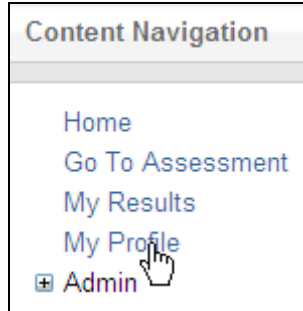 Content Navigation
Home
Go To Assessment
My Results
My Profile
Admin